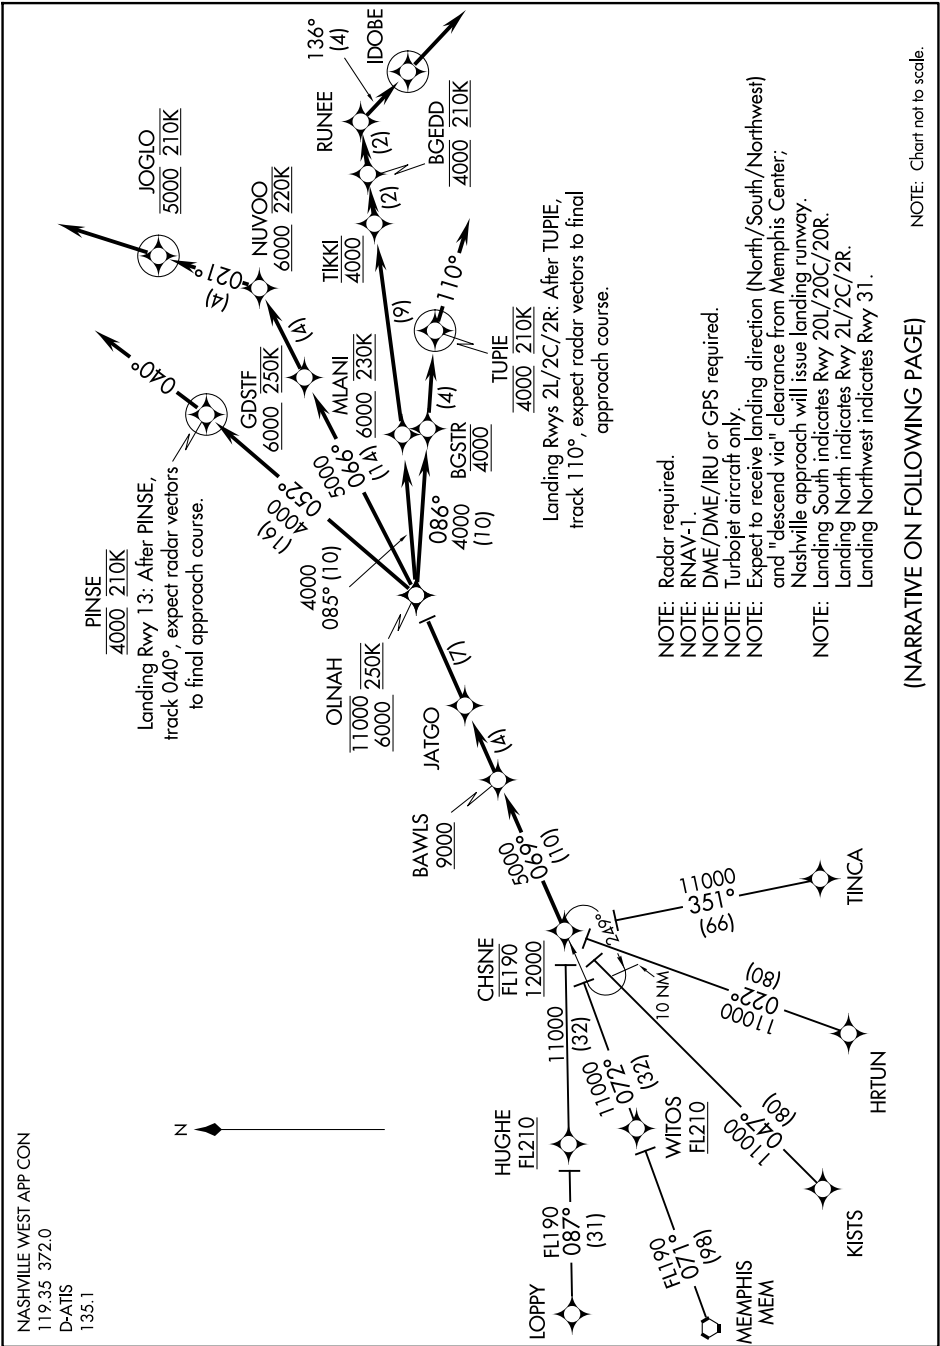 NASHVILLE WEST APP CON
119.35 372.0
D-ATIS
135.1
N
LOPPY
FL190
087°
(31)
HUGHE
FL210
11000
(32)
MEMPHIS
MEM
FL190
071°
(98)
WITOS
FL210
11000
072°
(32)
KISTS
11000
047°
(80)
HRTUN
11000
022°
(80)
TINCA
11000
351°
(66)
10 NM
249°
CHSNE
FL190
12000
5000
069°
(10)
BAWLS
9000
(4)
JATGO
(7)
OLNAH
11000 250K
6000
PINSE
4000 210K
Landing Rwy 13: After PINSE,
track 040°, expect radar vectors
to final approach course.
(16)
4000
052°
040°
4000
085° (10)
5000
066°
(14)
086°
4000
(10)
GDSTF
6000 250K
MLANI
6000 230K
(4)
NUVOO
6000 220K
(4)
021°
JOGLO
5000 210K
BGSTR
4000
(4)
(9)
TUPIE
4000 210K
110°
Landing Rwys 2L/2C/2R: After TUPIE,
track 110°, expect radar vectors to final
approach course.
TIKKI
4000
(2)
BGEDD
4000 210K
(2)
RUNEE
136°
(4)
IDOBE
NOTE: Radar required.
NOTE: RNAV-1.
NOTE: DME/DME/IRU or GPS required.
NOTE: Turbojet aircraft only.
NOTE: Expect to receive landing direction (North/South/Northwest)
and "descend via" clearance from Memphis Center;
Nashville approach will issue landing runway.
NOTE: Landing South indicates Rwy 20L/20C/20R.
Landing North indicates Rwy 2L/2C/2R.
Landing Northwest indicates Rwy 31.
NOTE: Chart not to scale.
(NARRATIVE ON FOLLOWING PAGE)